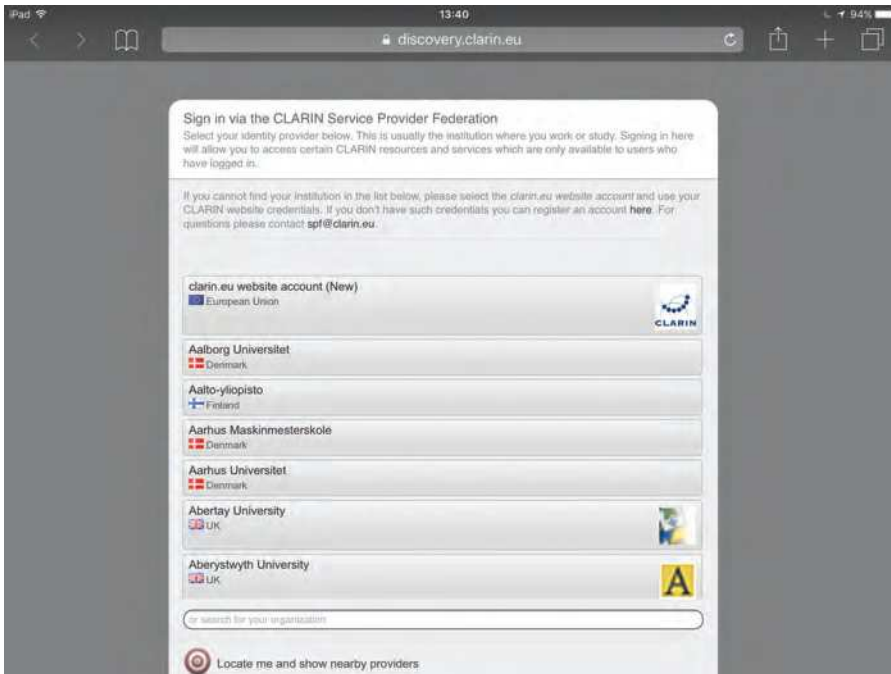 iPad 13:40 94%
discovery.clarin.eu
Sign in via the CLARIN Service Provider Federation
Select your identity provider below. This is usually the institution where you work or study. Signing in here
will allow you to access certain CLARIN resources and services which are only available to users who
have logged in.
If you cannot find your institution in the list below, please select the clarin.eu website account and use your
CLARIN website credentials. If you don't have such credentials you can register an account here. For
questions please contact spf@clarin.eu.
clarin.eu website account (New)
European Union
CLARIN
Aalborg Universitet
Denmark
Aalto-yliopisto
Finland
Aarhus Maskinmesterskole
Denmark
Aarhus Universitet
Denmark
Abertay University
UK
Aberystwyth University
UK
A
or search for your organization
Locate me and show nearby providers